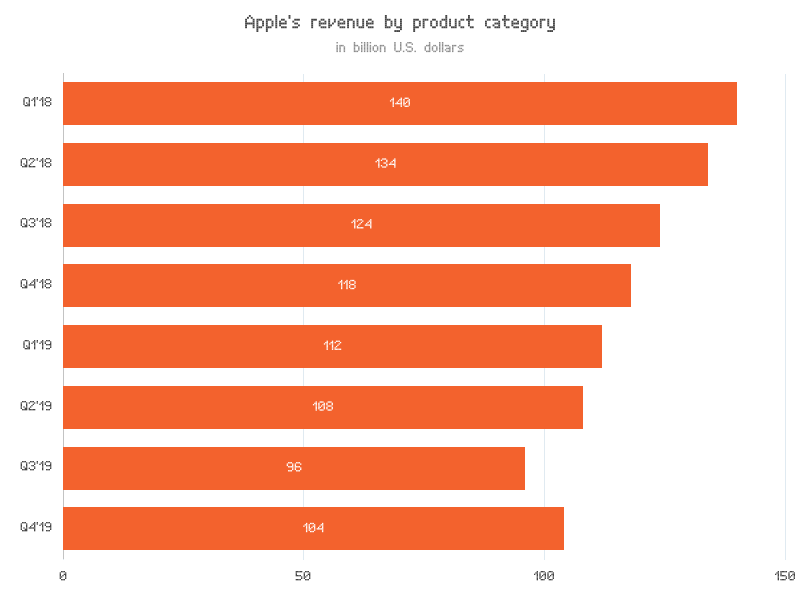 Apple's revenue by product category
in billion U.S. dollars
Q1'18 140
Q2'18 134
Q3'18 124
Q4'18 118
Q1'19 112
Q2'19 108
Q3'19 96
Q4'19 104
0 50 100 150